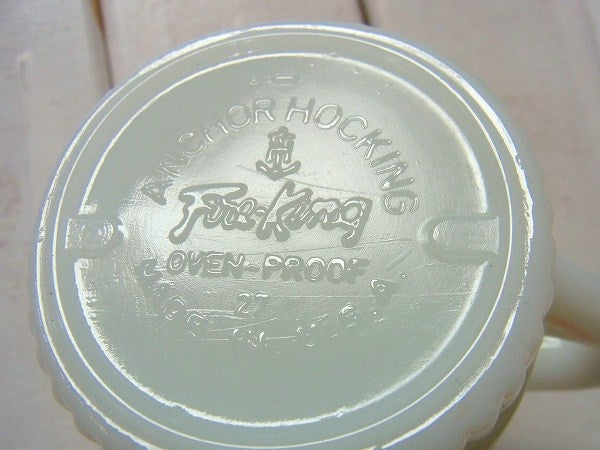 ANCHOR HOCKING
Fire-King
OVEN-PROOF
27
MADE IN U.S.A.